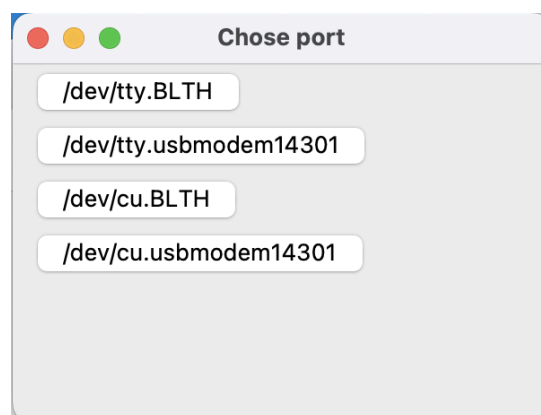 Chose port
/dev/tty.BLTH
/dev/tty.usbmodem14301
/dev/cu.BLTH
/dev/cu.usbmodem14301